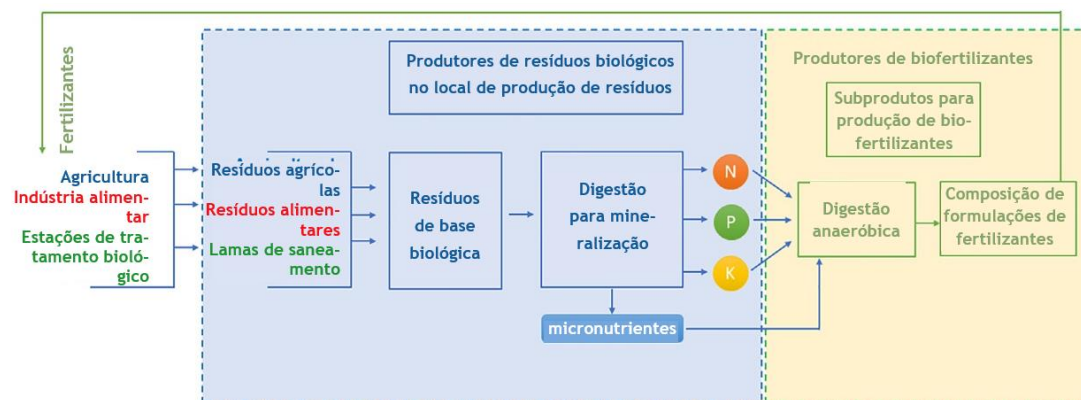 Fertilizantes
Agricultura
Indústria alimen-
tar
Estações de tra-
tamento bioló-
gico
Produtores de resíduos biológicos
no local de produção de resíduos
Resíduos agríco-
las
Resíduos alimen-
tares
Lamas de sanea-
mento
Resíduos
de base
biológica
Digestão
para mine-
ralização
N
P
K
micronutrientes
Produtores de biofertilizantes
Subprodutos para
produção de bio-
fertilizantes
Digestão
anaeróbica
Composição de
formulações de
fertilizantes